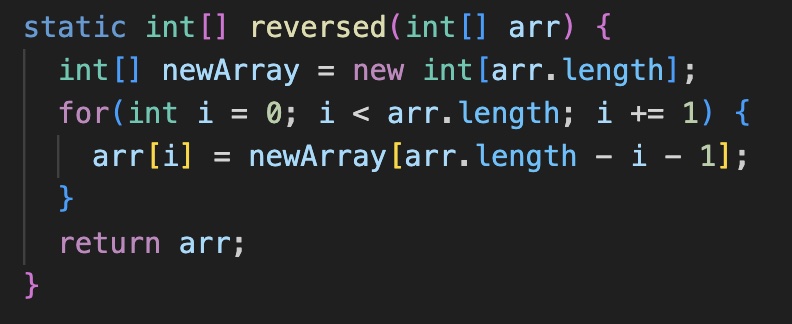 static int[] reversed(int[] arr) {
  int[] newArray = new int[arr.length];
  for(int i = 0; i < arr.length; i += 1) {
    arr[i] = newArray[arr.length - i - 1];
  }
  return arr;
}